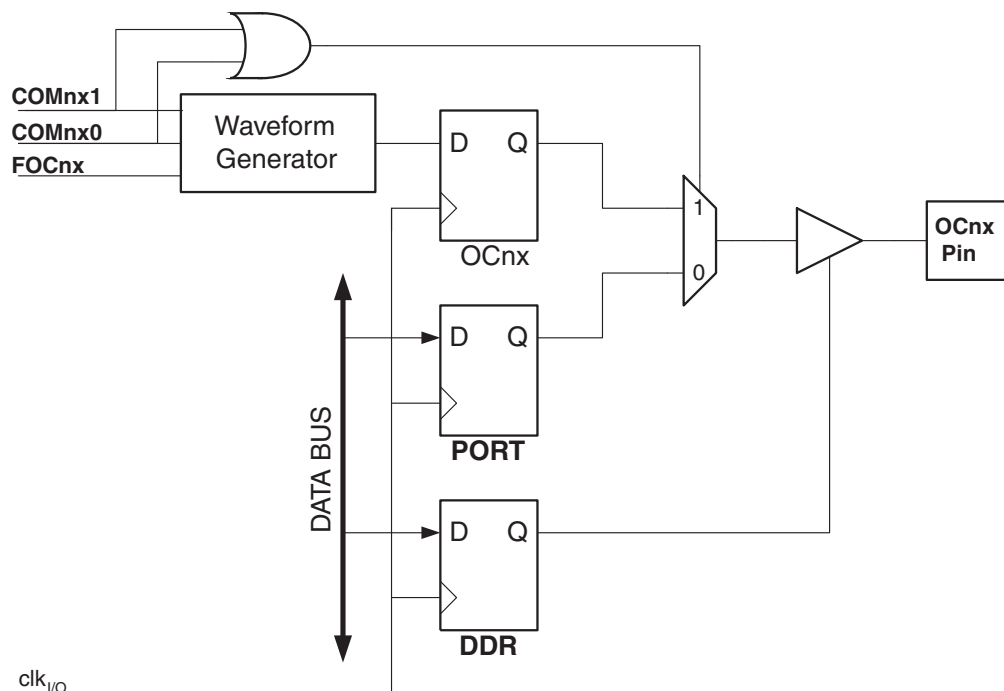 COMnx1
COMnx0
FOCnx
Waveform
Generator
D Q
OCnx
1
0
OCnx
Pin
D Q
PORT
DATA BUS
D Q
DDR
clkI/O